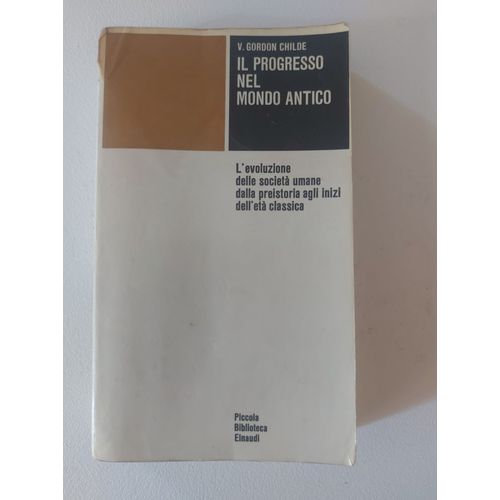 V. GORDON CHILDE
IL PROGRESSO
NEL
MONDO ANTICO
L'evoluzione
delle società umane
dalla preistoria agli inizi
dell'età classica
Piccola
Biblioteca
Einaudi